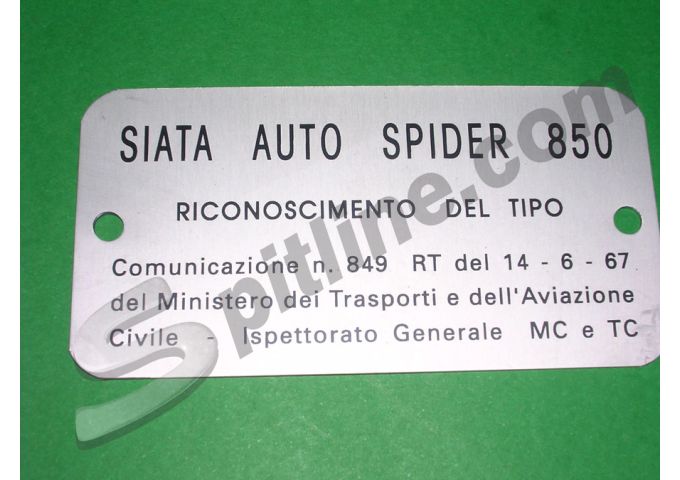 SIATA AUTO SPIDER 850
RICONOSCIMENTO DEL TIPO
Comunicazione n. 849 RT del 14 - 6 - 67
del Ministero dei Trasporti e dell'Aviazione
Civile - Ispettorato Generale MC e TC
Spitline.com